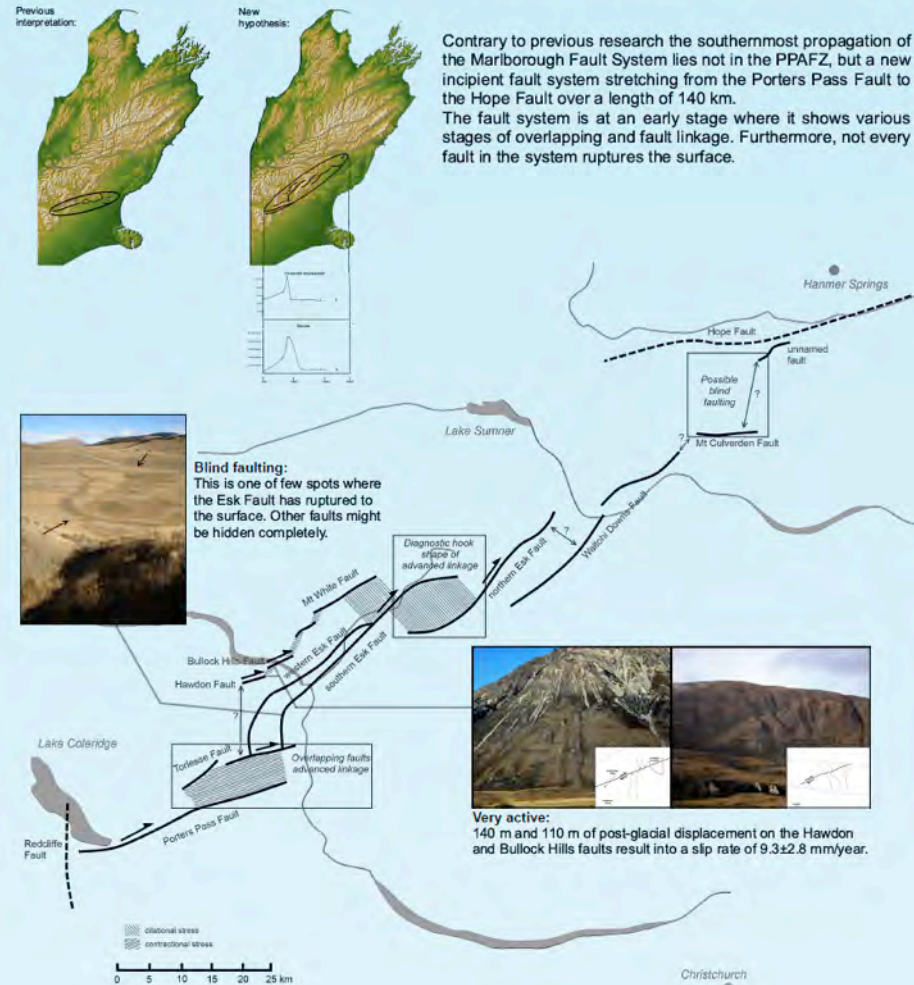 Previous
interpretation:
New
hypothesis:
Contrary to previous research the southernmost propagation of
the Marlborough Fault System lies not in the PPAFZ, but a new
incipient fault system stretching from the Porters Pass Fault to
the Hope Fault over a length of 140 km.
The fault system is at an early stage where it shows various
stages of overlapping and fault linkage. Furthermore, not every
fault in the system ruptures the surface.
Hanmer Springs
Hope Fault
unnamed
fault
Possible
blind
faulting
?
Mt Culverden Fault
?
Lake Sumner
Blind faulting:
This is one of few spots where
the Esk Fault has ruptured to
the surface. Other faults might
be hidden completely.
Diagnostic hook
shape of
advanced linkage
northern Esk Fault
?
Waitohi Downs Fault
Mt White Fault
western Esk Fault
southern Esk Fault
Bullock Hills Fault
Hawdon Fault
?
Lake Coleridge
Torlesse Fault
Overlapping faults
advanced linkage
Porters Pass Fault
Redcliffe
Fault
Very active:
140 m and 110 m of post-glacial displacement on the Hawdon
and Bullock Hills faults result into a slip rate of 9.3±2.8 mm/year.
dilational stress
contractional stress
0 5 10 15 20 25 km
Christchurch